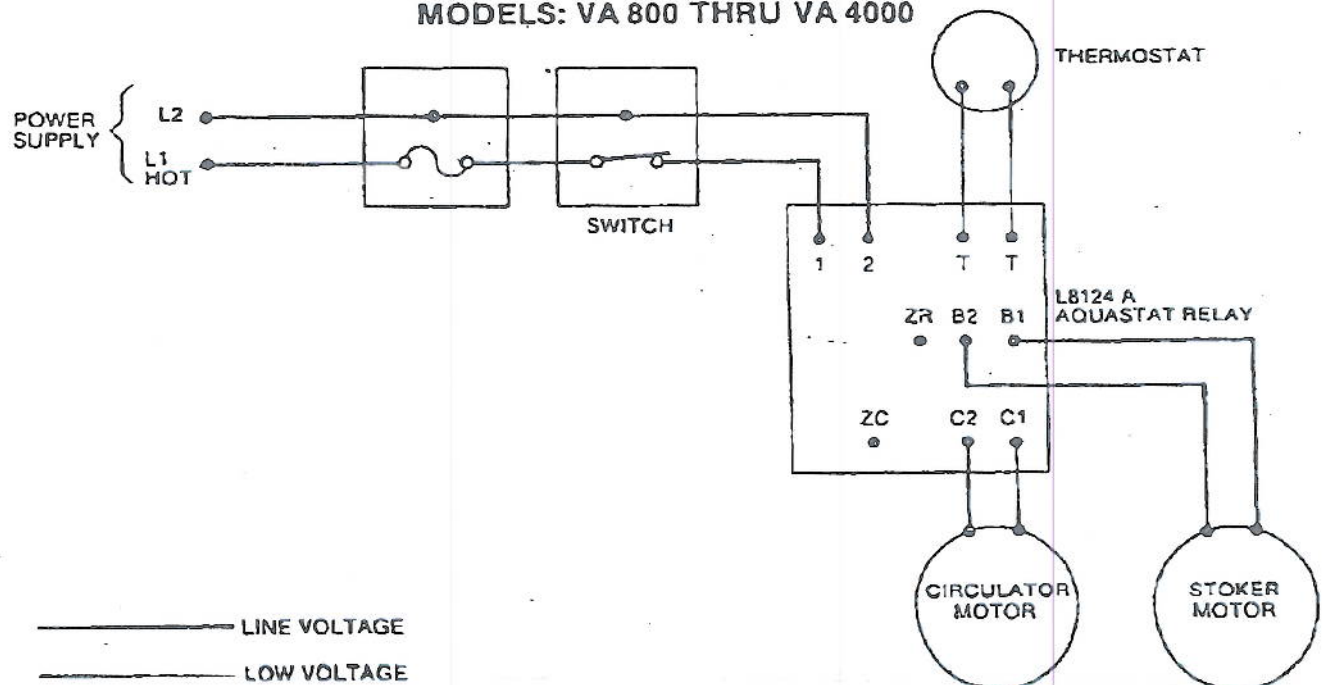 MODELS: VA 800 THRU VA 4000
THERMOSTAT
POWER
SUPPLY
L2
L1
HOT
SWITCH
1 2 T T
L8124 A
AQUASTAT RELAY
ZR B2 B1
ZC C2 C1
CIRCULATOR
MOTOR
STOKER
MOTOR
LINE VOLTAGE
LOW VOLTAGE